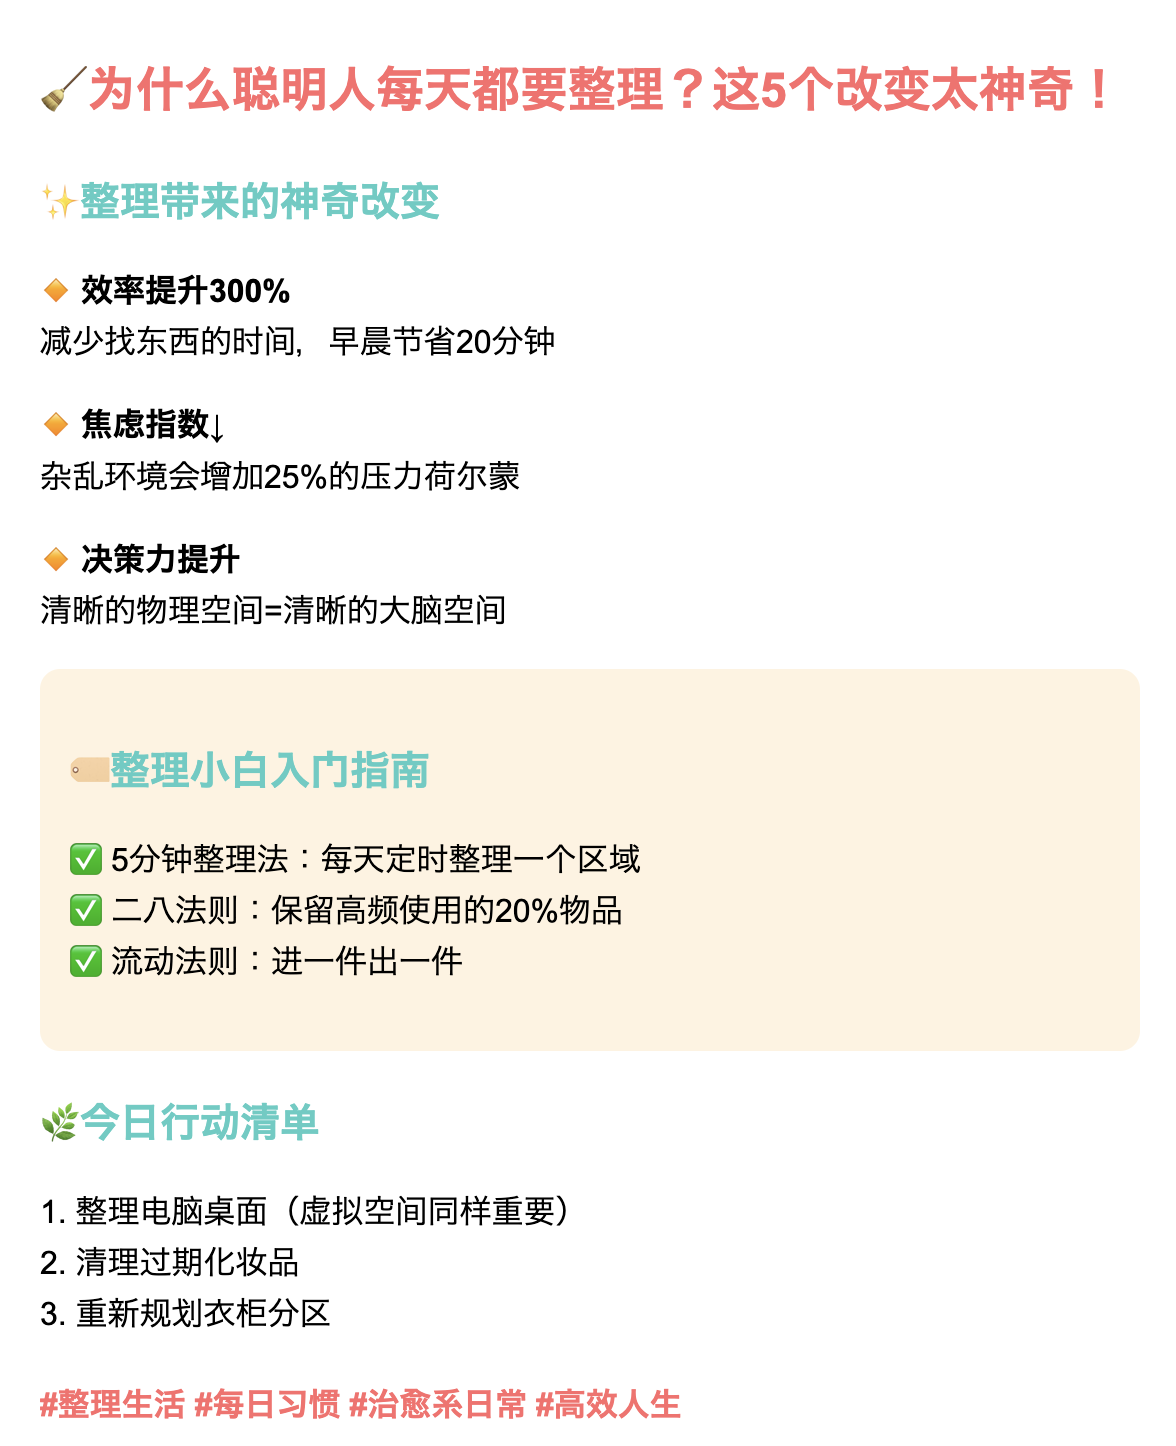 🧹为什么聪明人每天都要整理？这5个改变太神奇！
✨整理带来的神奇改变
🔸 效率提升300%
减少找东西的时间，早晨节省20分钟
🔸 焦虑指数↓
杂乱环境会增加25%的压力荷尔蒙
🔸 决策力提升
清晰的物理空间=清晰的大脑空间
🏷️整理小白入门指南
✅ 5分钟整理法：每天定时整理一个区域
✅ 二八法则：保留高频使用的20%物品
✅ 流动法则：进一件出一件
🌿今日行动清单
1. 整理电脑桌面（虚拟空间同样重要）
2. 清理过期化妆品
3. 重新规划衣柜分区
#整理生活 #每日习惯 #治愈系日常 #高效人生